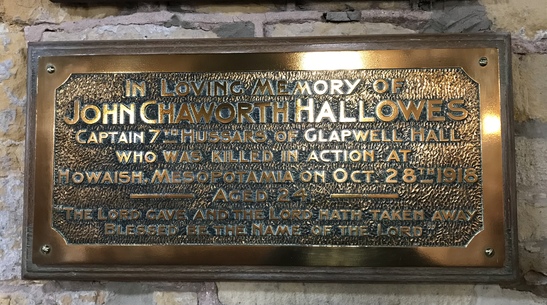 IN LOVING MEMORY OF
JOHN CHAWORTH HALLOWES
CAPTAIN 7TH HUSSARS OF GLAPWELL HALL
WHO WAS KILLED IN ACTION AT
HOWAISH, MESOPOTAMIA ON OCT. 28TH 1918
AGED 24
"THE LORD GAVE AND THE LORD HATH TAKEN AWAY
BLESSED BE THE NAME OF THE LORD"